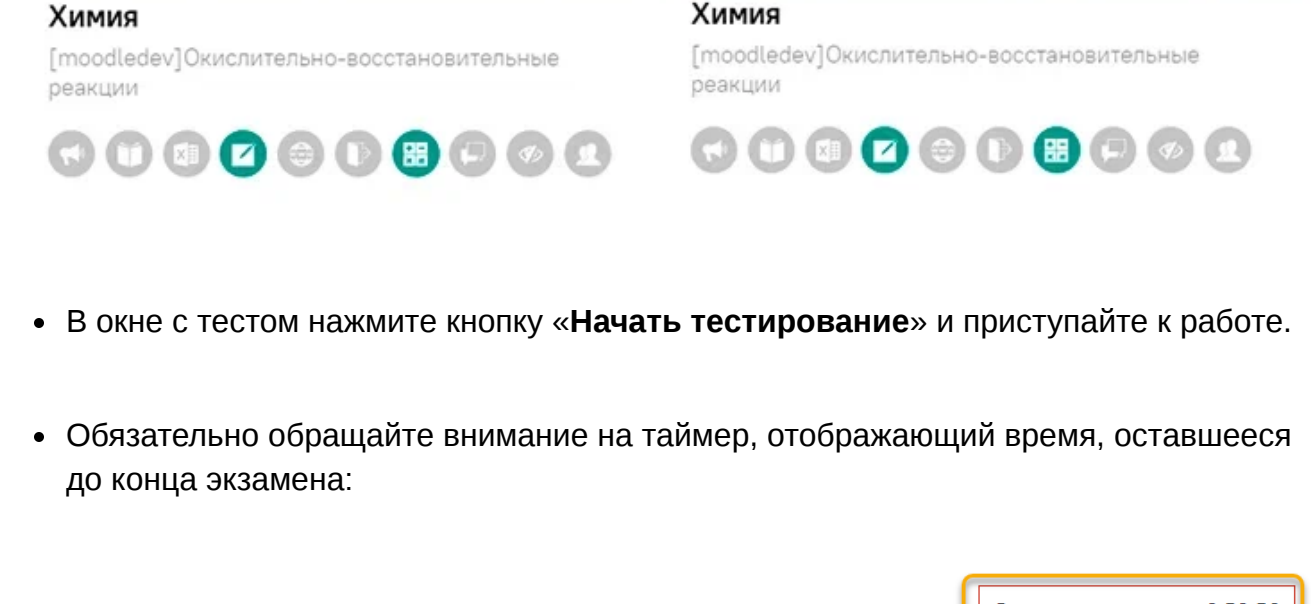 Химия
[moodledev]Окислительно-восстановительные
реакции
Химия
[moodledev]Окислительно-восстановительные
реакции
• В окне с тестом нажмите кнопку «Начать тестирование» и приступайте к работе.
• Обязательно обращайте внимание на таймер, отображающий время, оставшееся
до конца экзамена: